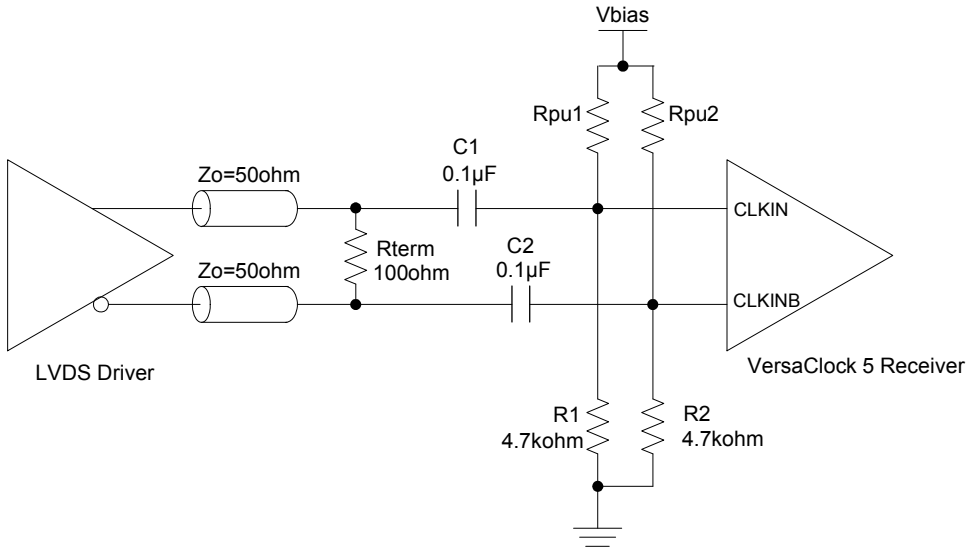 Vbias
Rpu1
Rpu2
C1
0.1µF
Zo=50ohm
CLKIN
Rterm
100ohm
C2
0.1µF
Zo=50ohm
CLKINB
LVDS Driver
VersaClock 5 Receiver
R1
4.7kohm
R2
4.7kohm